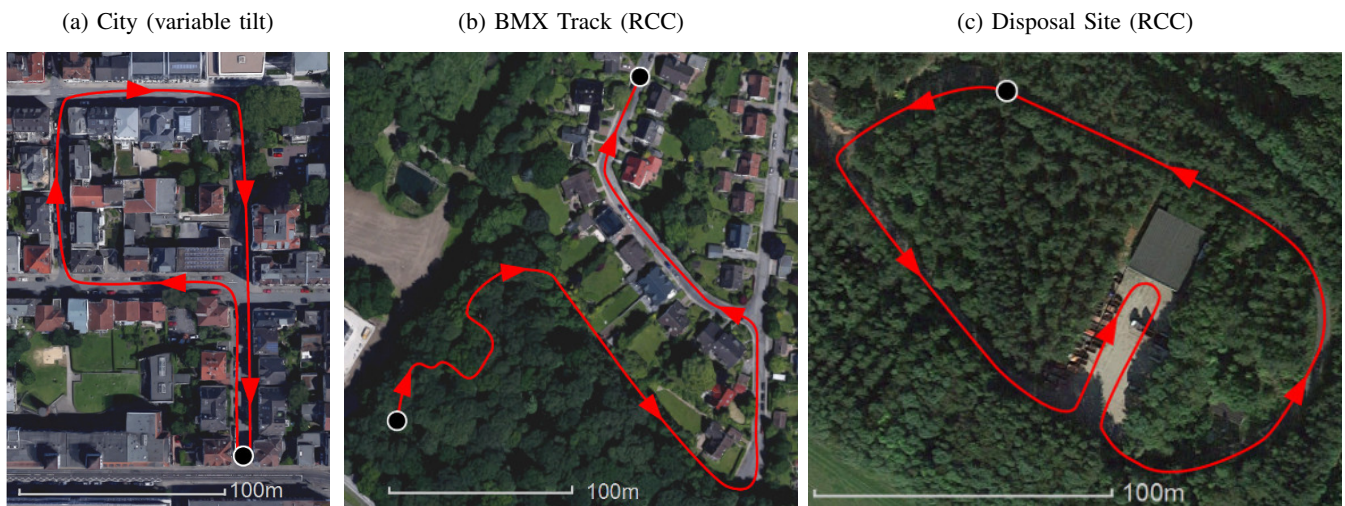 (a) City (variable tilt)
(b) BMX Track (RCC)
(c) Disposal Site (RCC)
100m
100m
100m